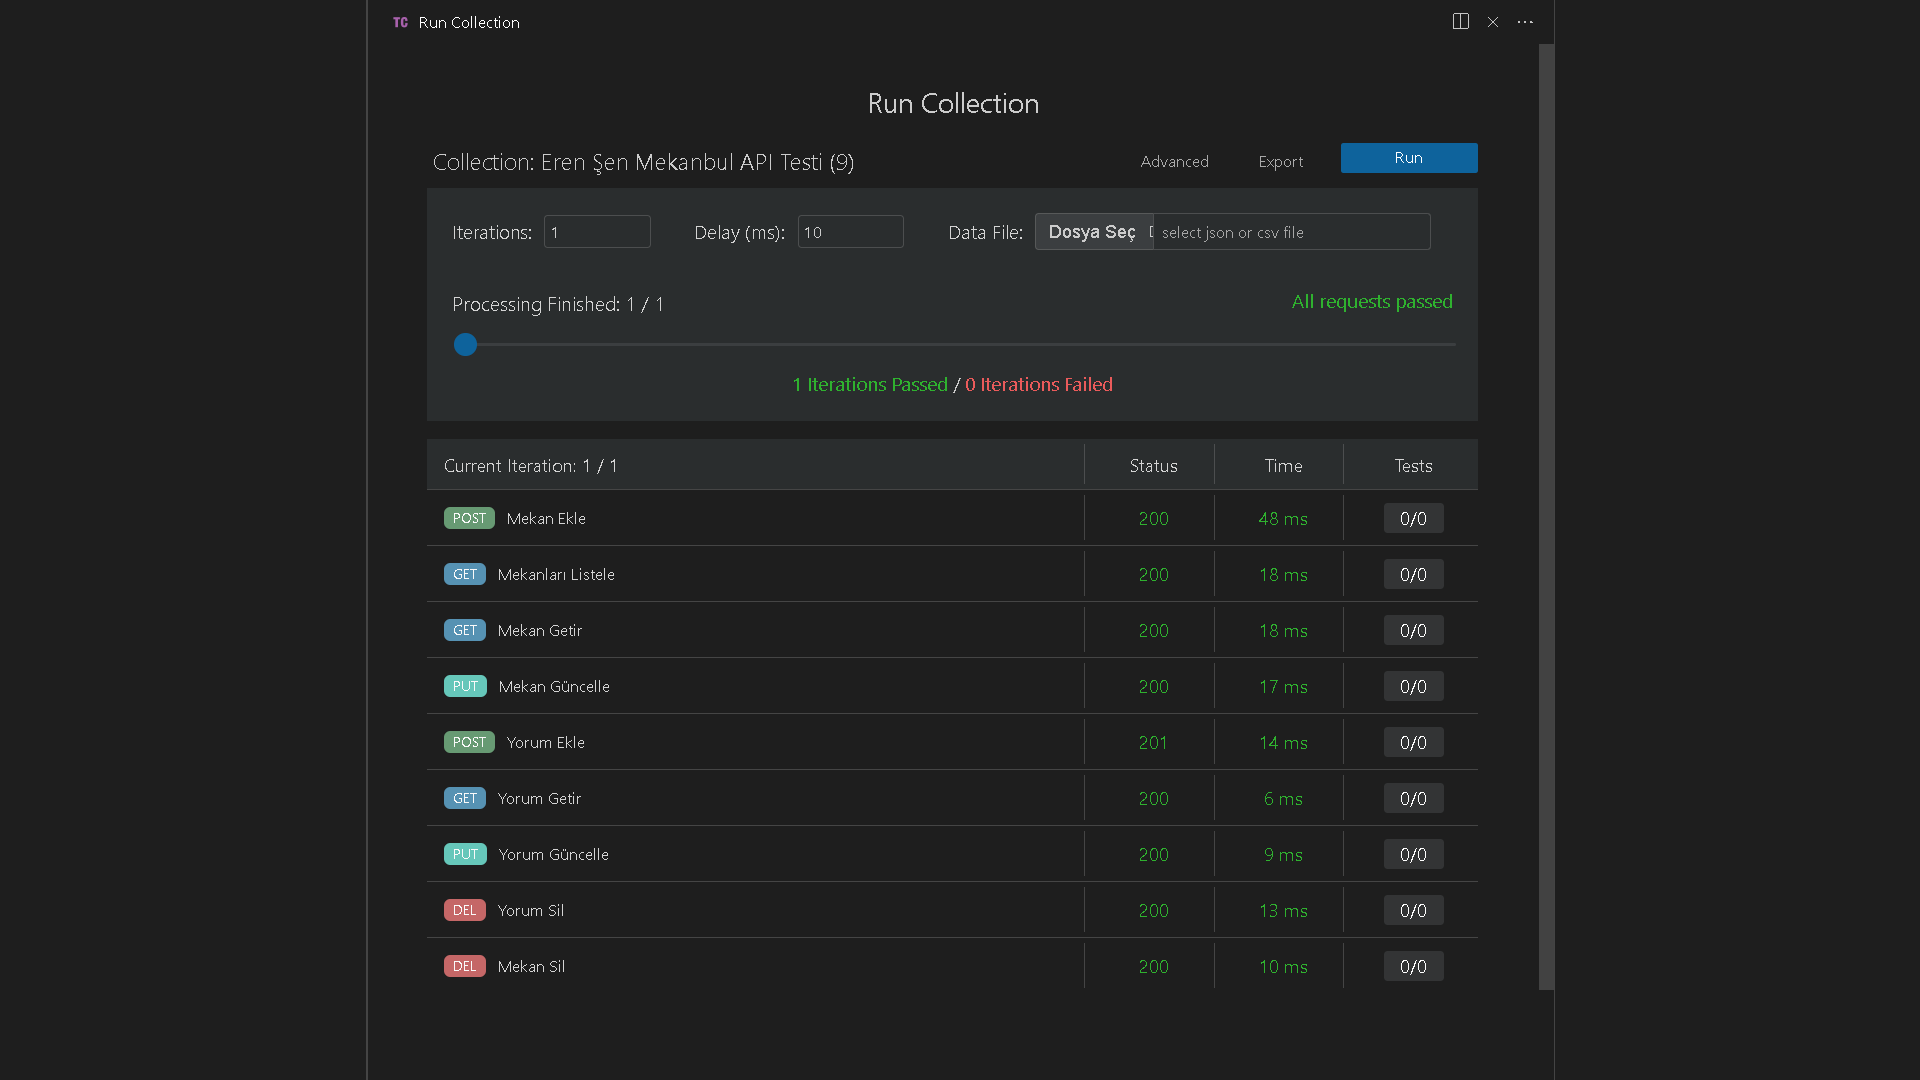 TC Run Collection
Run Collection
Collection: Eren Şen Mekanbul API Testi (9) Advanced Export Run
Iterations: 1 Delay (ms): 10 Data File: Dosya Seç select json or csv file
Processing Finished: 1 / 1 All requests passed
1 Iterations Passed / 0 Iterations Failed
Current Iteration: 1 / 1 Status Time Tests
POST Mekan Ekle 200 48 ms 0/0
GET Mekanları Listele 200 18 ms 0/0
GET Mekan Getir 200 18 ms 0/0
PUT Mekan Güncelle 200 17 ms 0/0
POST Yorum Ekle 201 14 ms 0/0
GET Yorum Getir 200 6 ms 0/0
PUT Yorum Güncelle 200 9 ms 0/0
DEL Yorum Sil 200 13 ms 0/0
DEL Mekan Sil 200 10 ms 0/0